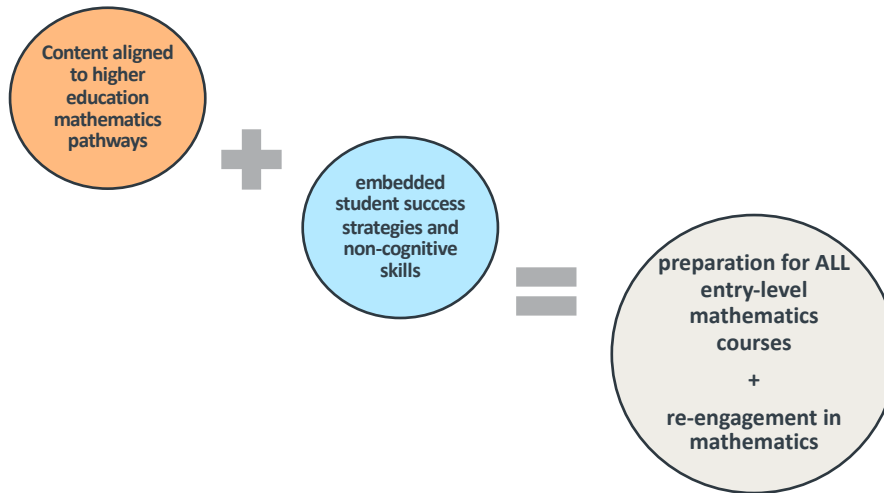 Content aligned
to higher
education
mathematics
pathways
embedded
student success
strategies and
non-cognitive
skills
preparation for ALL
entry-level
mathematics
courses
+
re-engagement in
mathematics